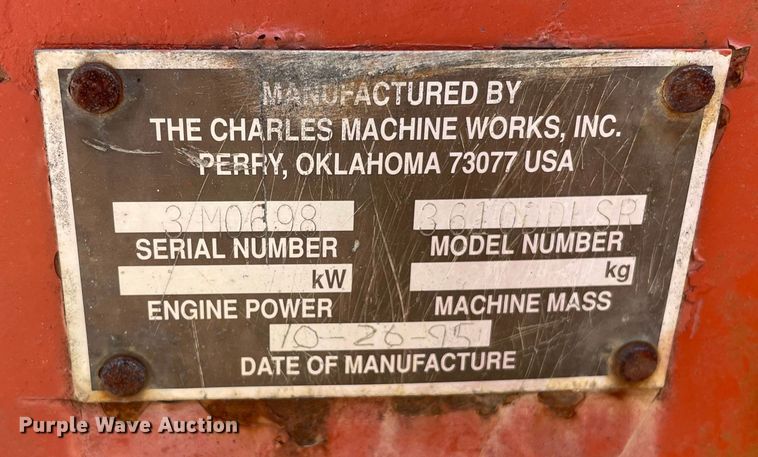 MANUFACTURED BY
THE CHARLES MACHINE WORKS, INC.
PERRY, OKLAHOMA 73077 USA
3/M0698
SERIAL NUMBER
MODEL NUMBER
kW
kg
ENGINE POWER
MACHINE MASS
10-26-95
DATE OF MANUFACTURE
Purple Wave Auction